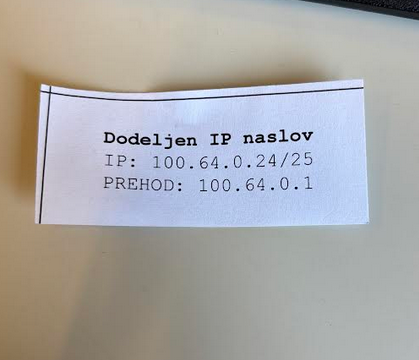 Dodeljen IP naslov
IP: 100.64.0.24/25
PREHOD: 100.64.0.1